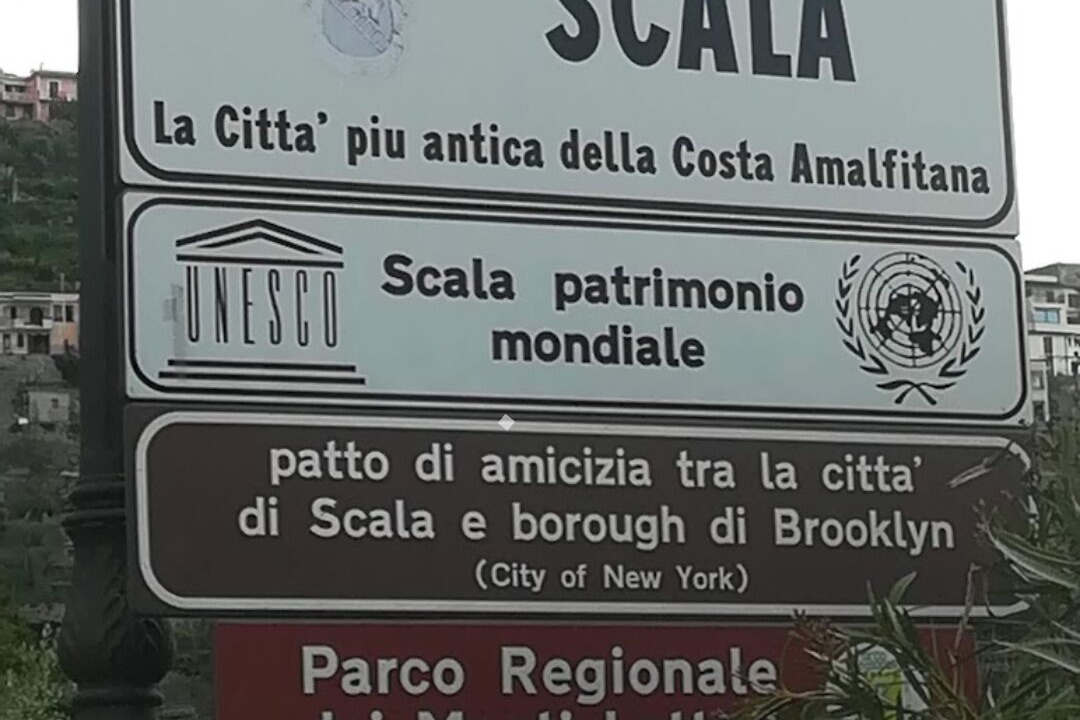 SCALA
La Citta' piu antica della Costa Amalfitana
UNESCO
Scala patrimonio
mondiale
patto di amicizia tra la citta'
di Scala e borough di Brooklyn
(City of New York)
Parco Regionale